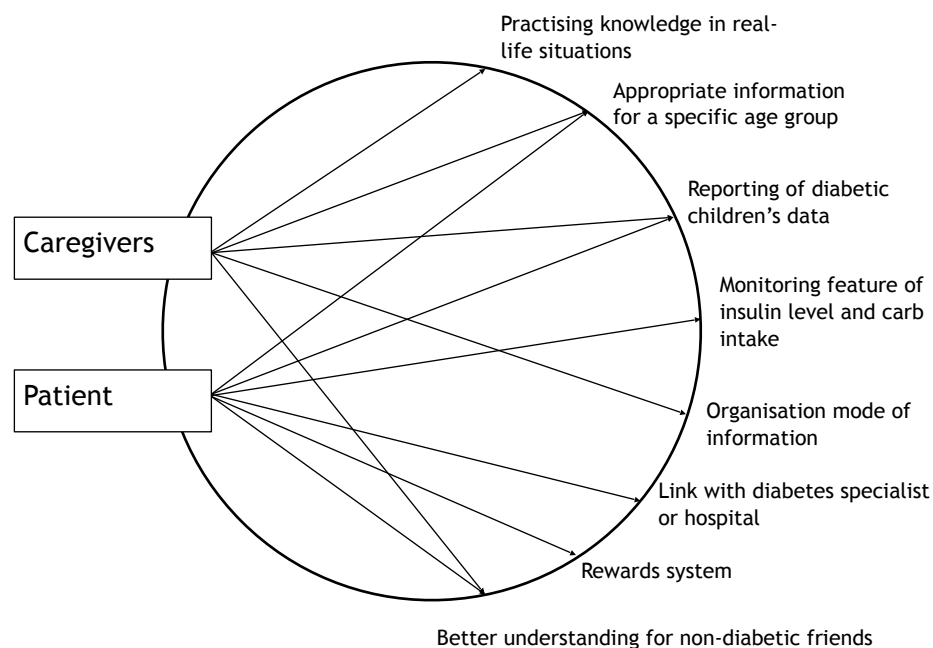 Practising knowledge in real-
life situations
Appropriate information
for a specific age group
Reporting of diabetic
children’s data
Caregivers
Monitoring feature of
insulin level and carb
intake
Patient
Organisation mode of
information
Link with diabetes specialist
or hospital
Rewards system
Better understanding for non-diabetic friends